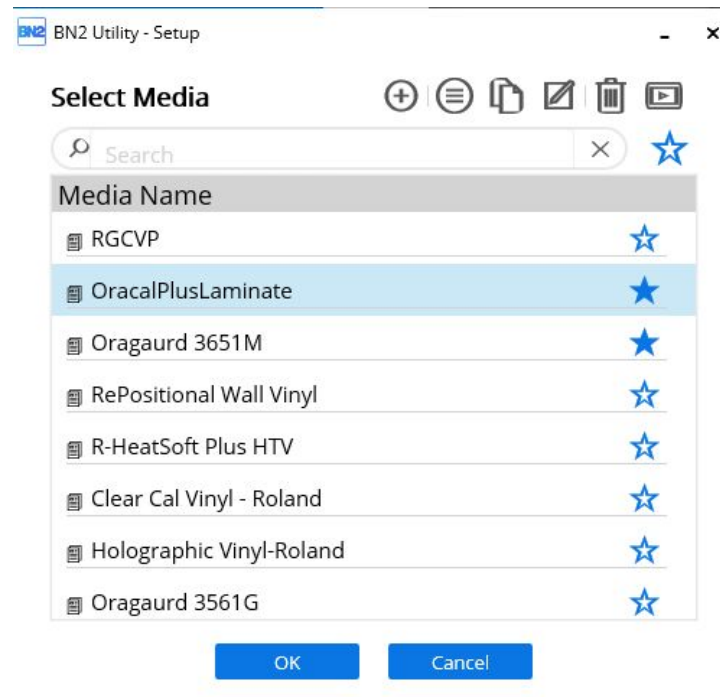 BN2 BN2 Utility - Setup
Select Media
Search
Media Name
RGCVP
OracalPlusLaminate
Oragaurd 3651M
RePositional Wall Vinyl
R-HeatSoft Plus HTV
Clear Cal Vinyl - Roland
Holographic Vinyl-Roland
Oragaurd 3561G
OK Cancel